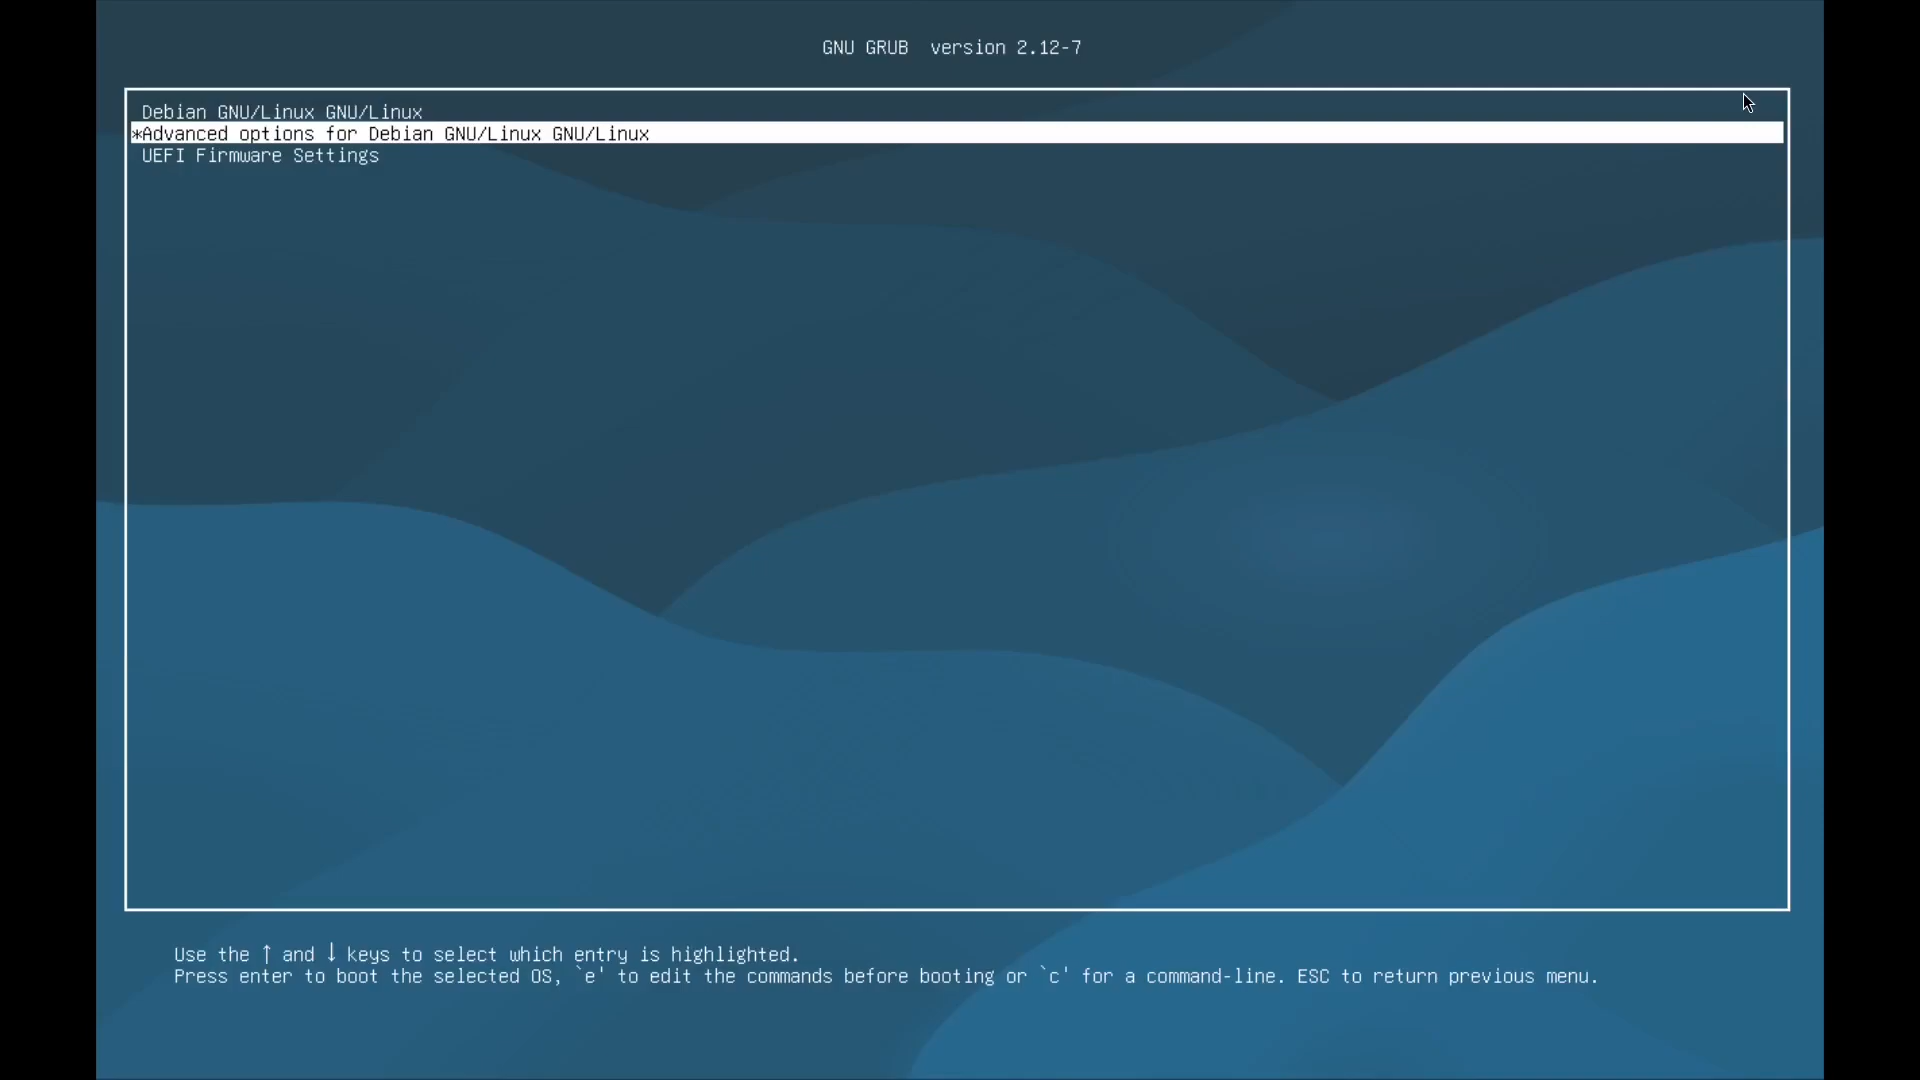 GNU GRUB  version 2.12-7
Debian GNU/Linux GNU/Linux
*Advanced options for Debian GNU/Linux GNU/Linux
UEFI Firmware Settings
Use the ↑ and ↓ keys to select which entry is highlighted.
Press enter to boot the selected OS, `e' to edit the commands before booting or `c' for a command-line. ESC to return previous menu.